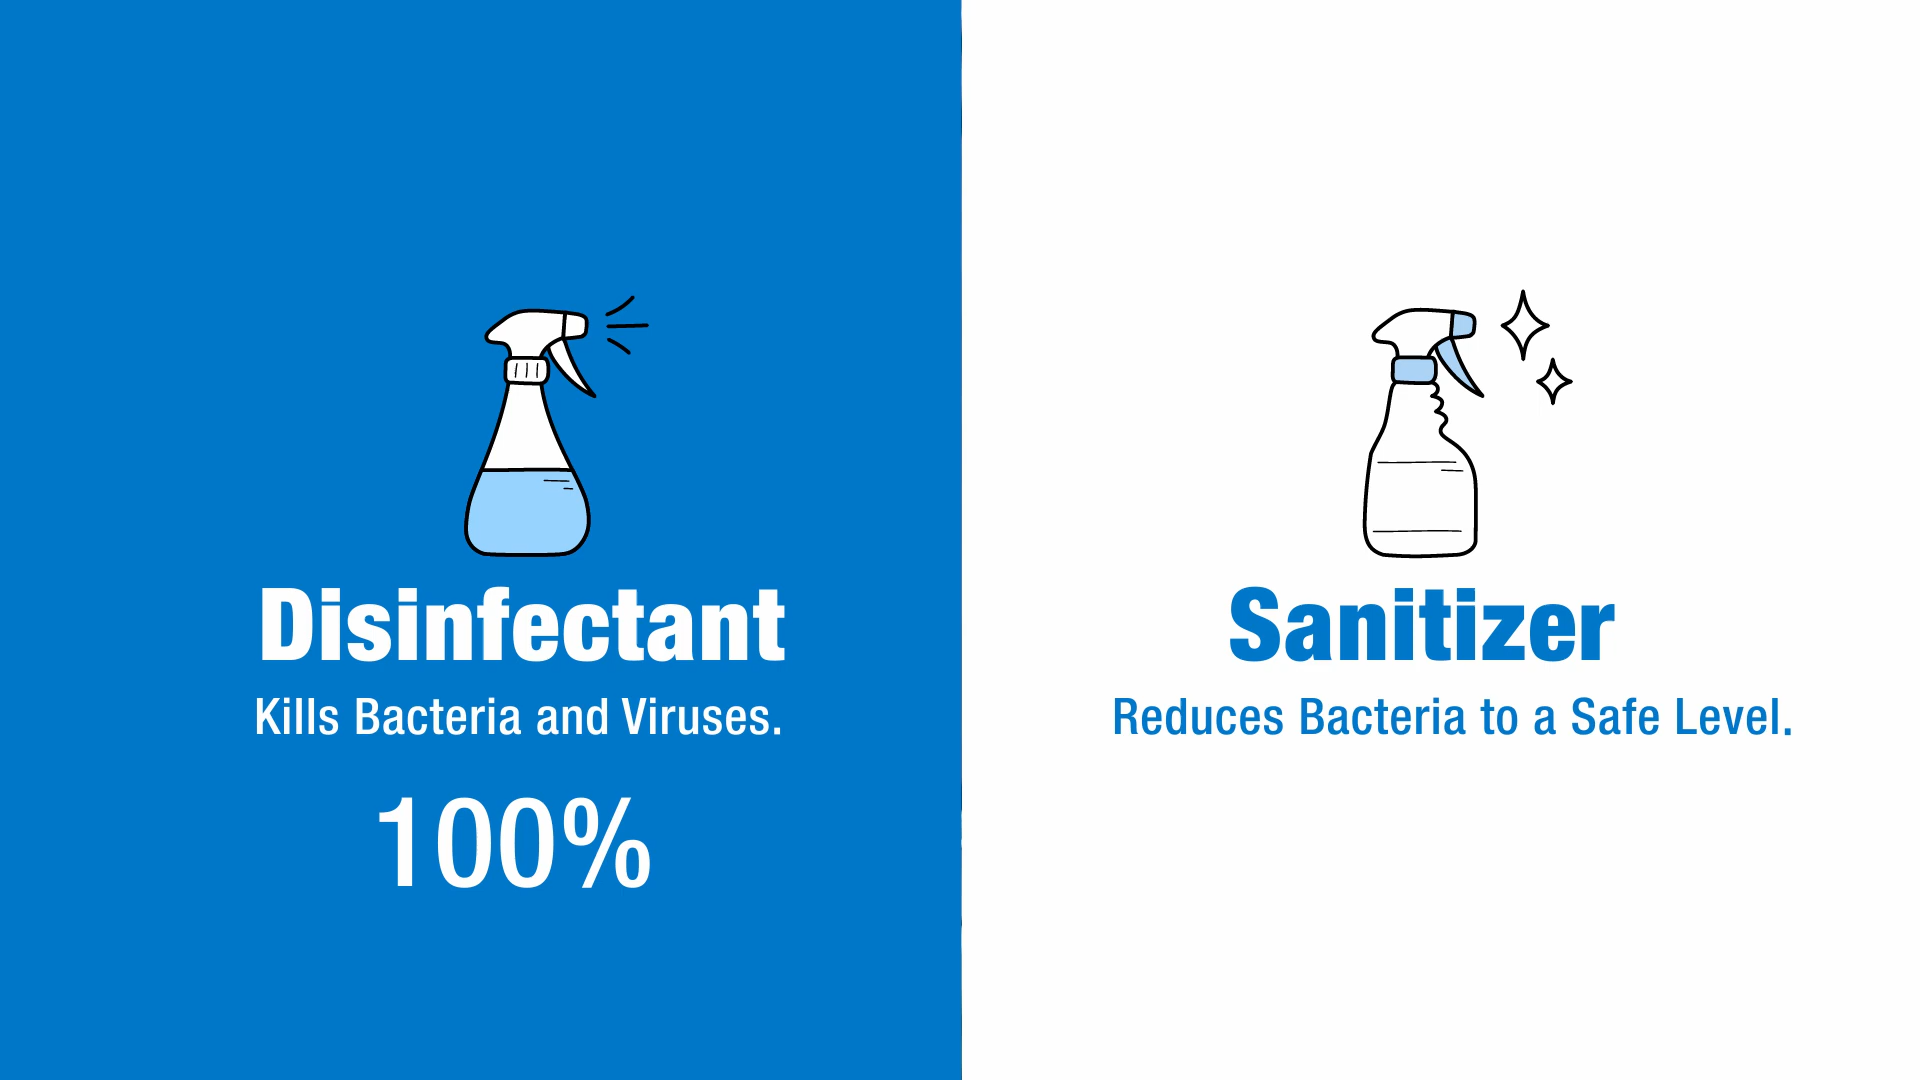 Disinfectant
Kills Bacteria and Viruses.
100%
Sanitizer
Reduces Bacteria to a Safe Level.